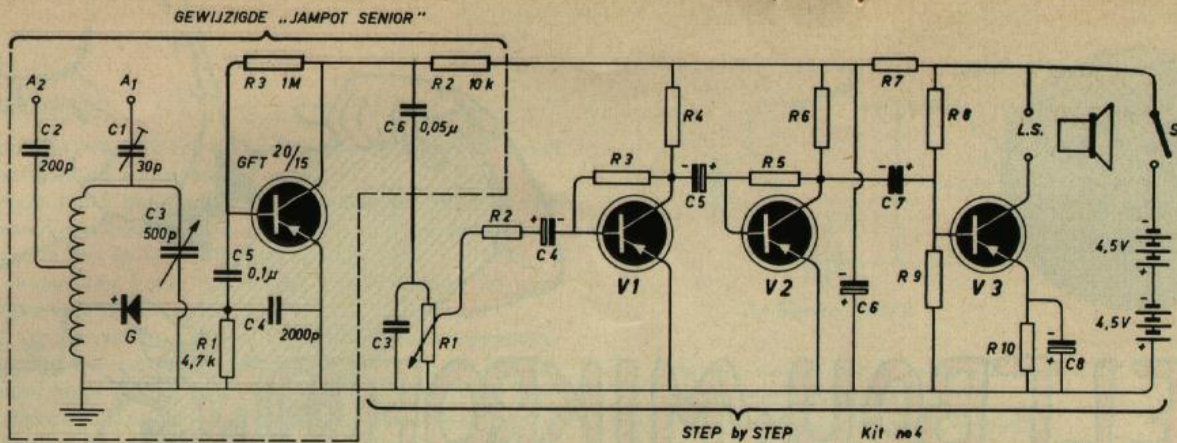 GEWIJZIGDE „JAMPOT SENIOR"
A2
A1
C2
200p
C1
30p
C3
500p
R3 1M
GFT 20/15
C5
0,1µ
C4
2000p
G
R1
4,7k
R2 10k
C6
0,05µ
C3
R1
R2
C4
R3
V1
R4
C5
R5
V2
R6
C6
C7
R7
R8
R9
V3
R10
C8
L.S.
S
4,5V
4,5V
STEP by STEP Kit no 4